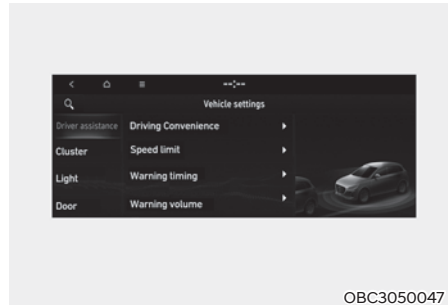 --:--
Vehicle settings
Driver assistance
Driving Convenience
Cluster
Speed limit
Light
Warning timing
Door
Warning volume
OBC3050047